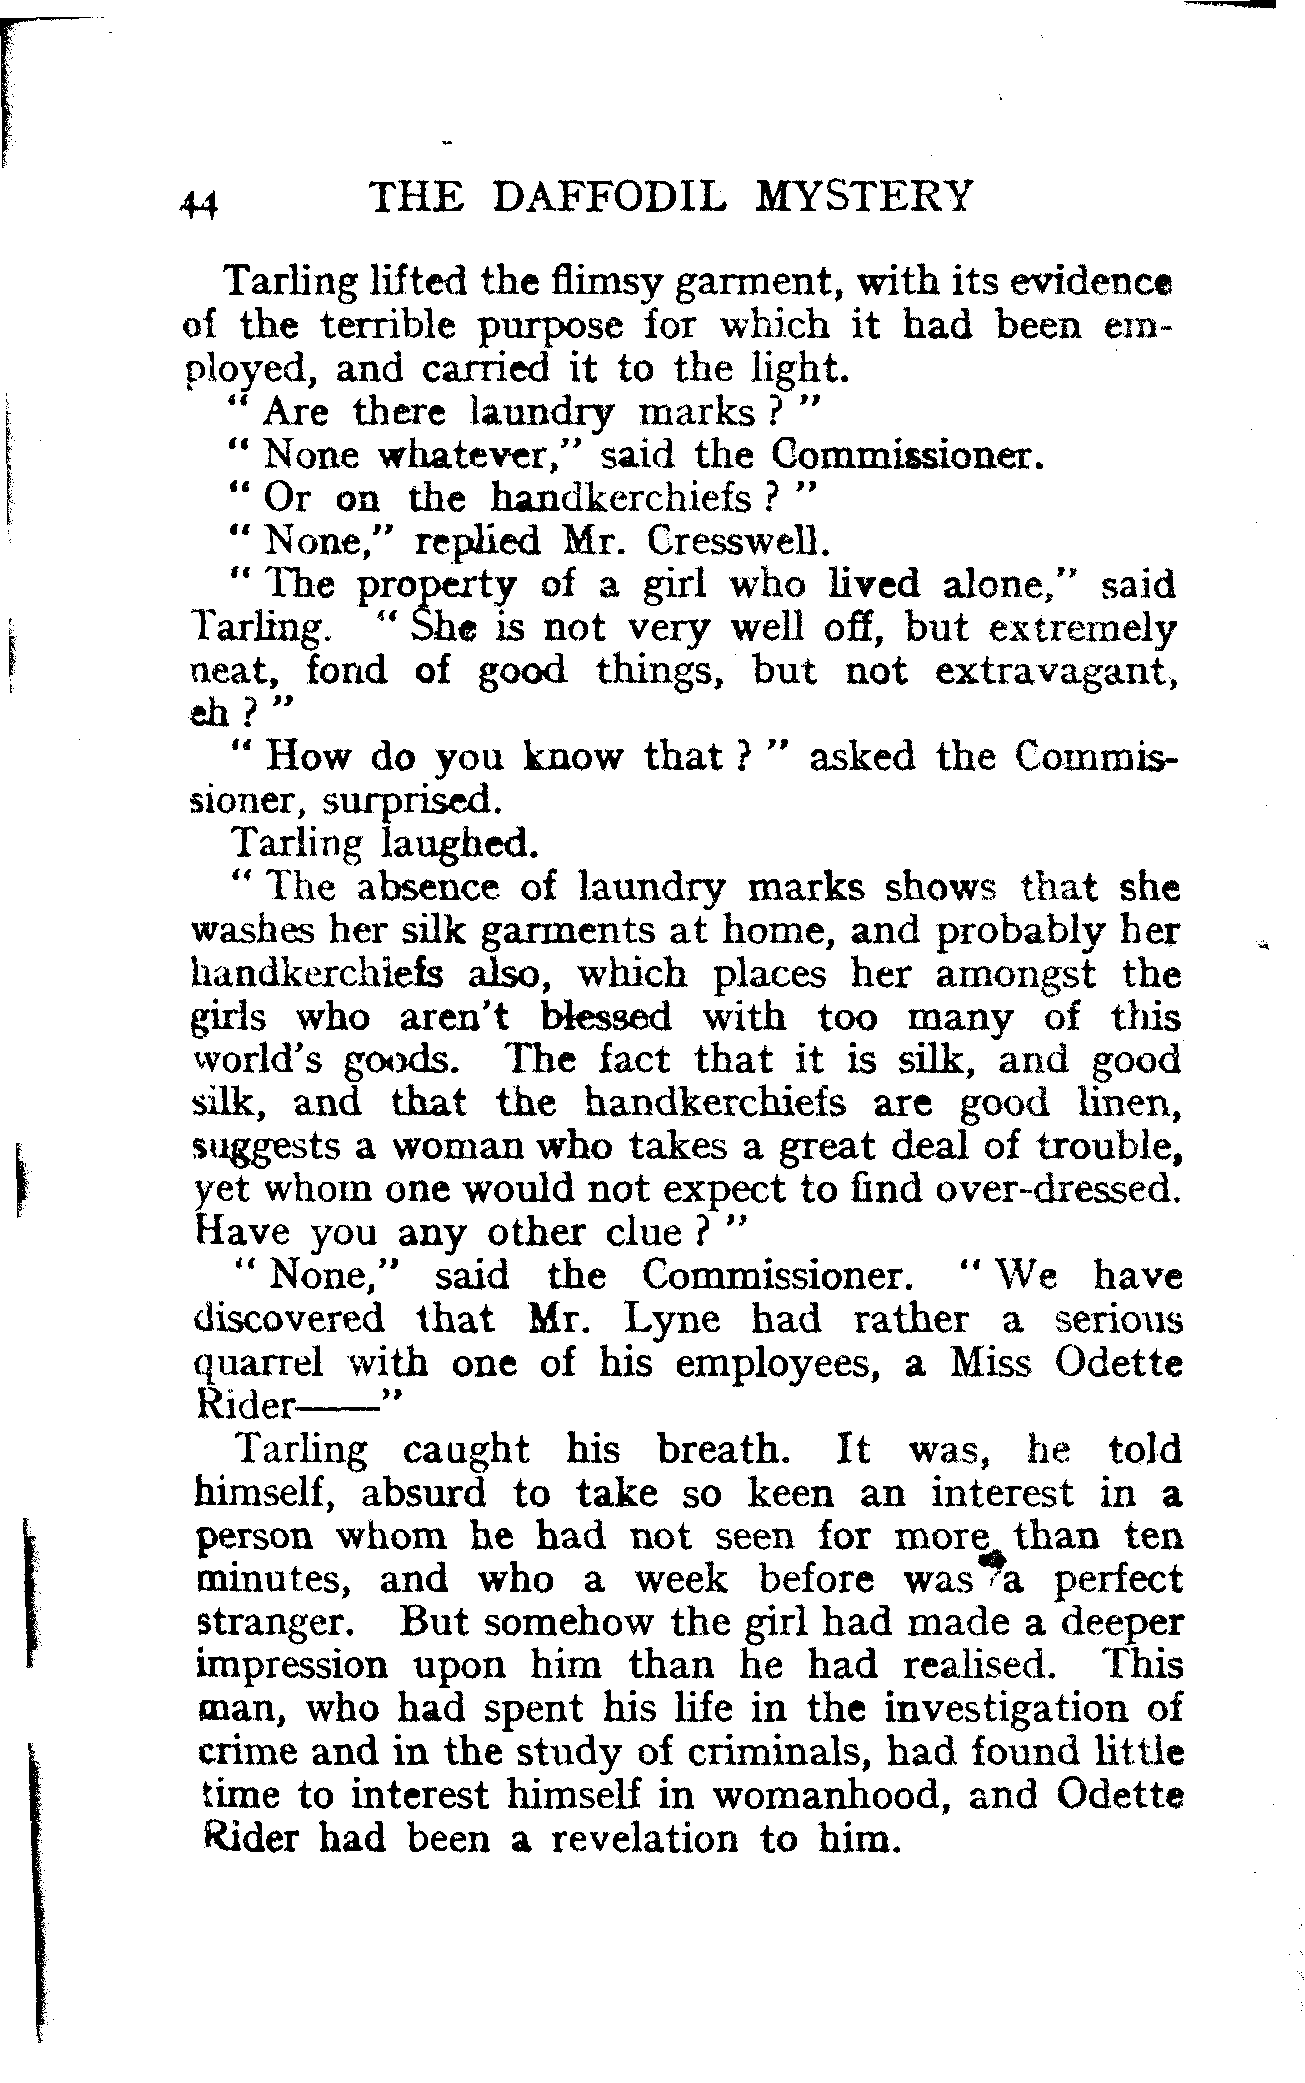 44 THE DAFFODIL MYSTERY
Tarling lifted the flimsy garment, with its evidence
of the terrible purpose for which it had been em-
ployed, and carried it to the light.
" Are there laundry marks ? "
" None whatever," said the Commissioner.
" Or on the handkerchiefs ? "
" None," replied Mr. Cresswell.
" The property of a girl who lived alone," said
Tarling. " She is not very well off, but extremely
neat, fond of good things, but not extravagant,
eh ? "
" How do you know that ? " asked the Commis-
sioner, surprised.
Tarling laughed.
" The absence of laundry marks shows that she
washes her silk garments at home, and probably her
handkerchiefs also, which places her amongst the
girls who aren't blessed with too many of this
world's goods. The fact that it is silk, and good
silk, and that the handkerchiefs are good linen,
suggests a woman who takes a great deal of trouble,
yet whom one would not expect to find over-dressed.
Have you any other clue ? "
" None," said the Commissioner. " We have
discovered that Mr. Lyne had rather a serious
quarrel with one of his employees, a Miss Odette
Rider——"
Tarling caught his breath. It was, he told
himself, absurd to take so keen an interest in a
person whom he had not seen for more than ten
minutes, and who a week before was a perfect
stranger. But somehow the girl had made a deeper
impression upon him than he had realised. This
man, who had spent his life in the investigation of
crime and in the study of criminals, had found little
time to interest himself in womanhood, and Odette
Rider had been a revelation to him.